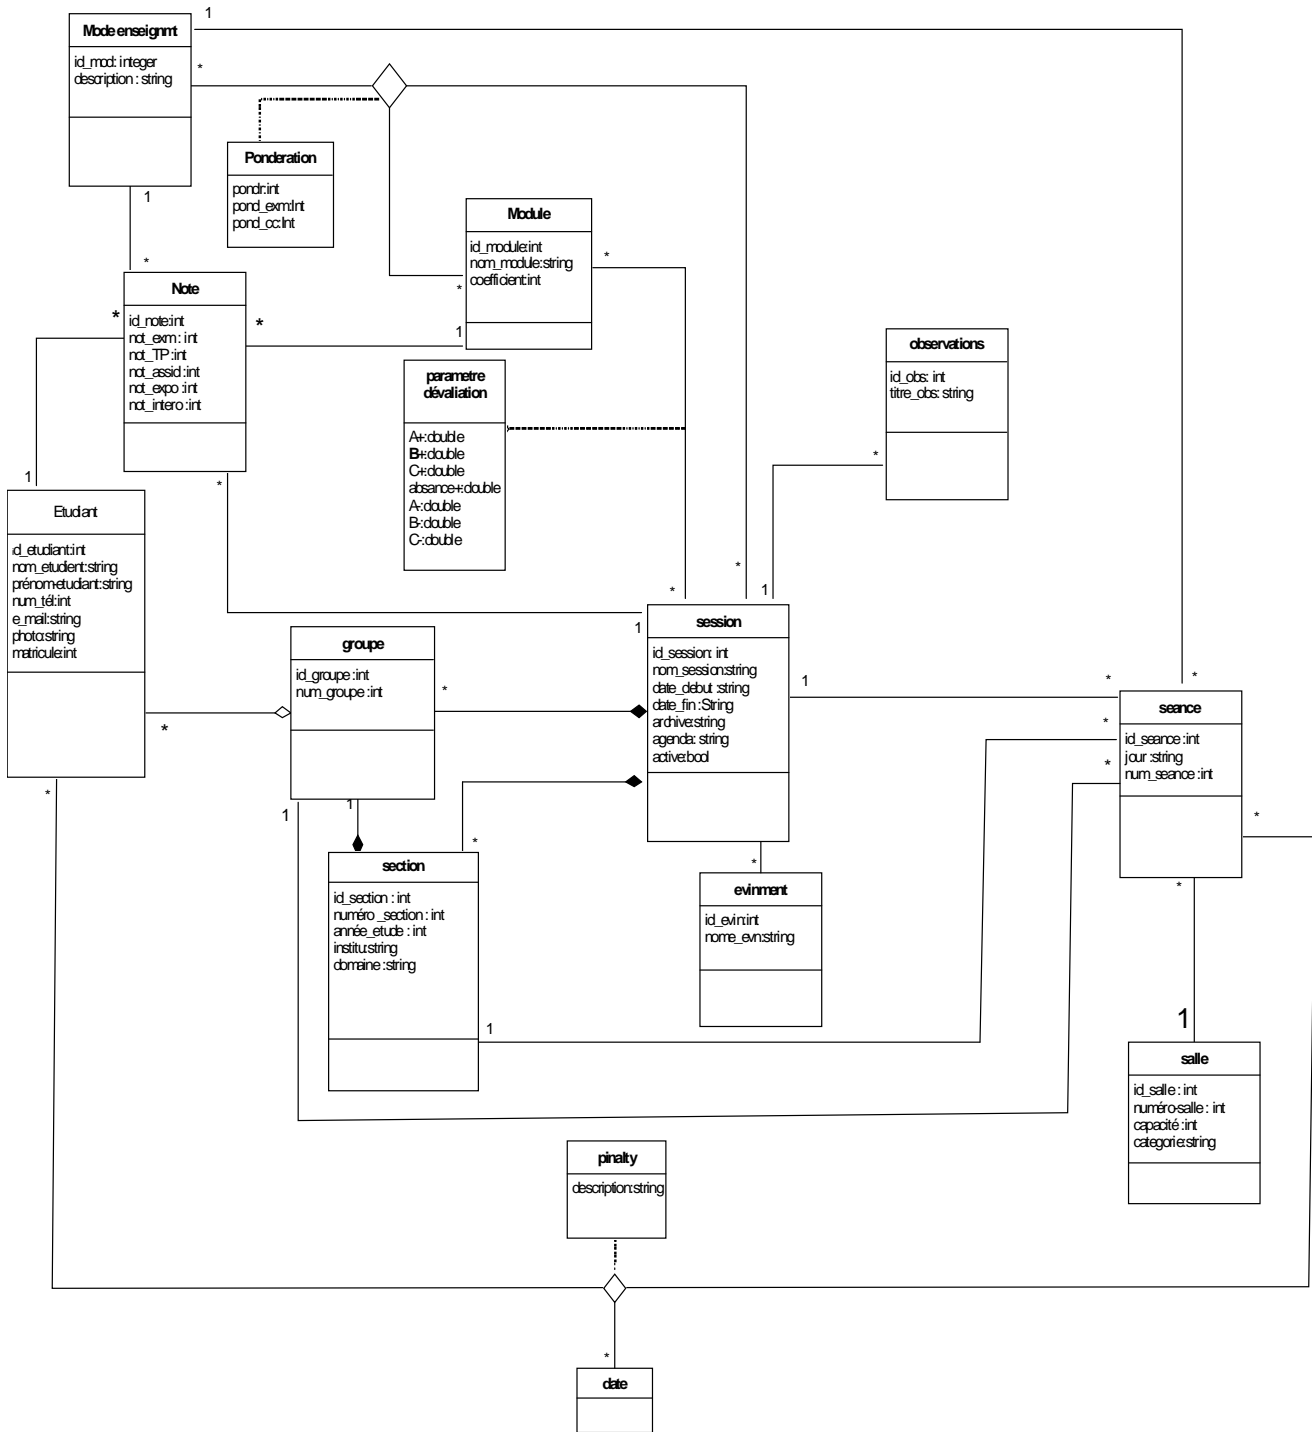 1
Mode enseignmt
id_mod: integer
description : string
*
Ponderation
pondr:int
pond_exm:Int
pond_cc:Int
Module
id_module:int
nom_module:string
coefficient:int
*
*
1
1
*
Note
id_note:int
not_exm : int
not_TP:int
not_assid :int
not_expo :int
not_intero :int
*
*
*
parametre
dévaliation
A+:double
B+:double
C+:double
absance+:double
A-:double
B-:double
C-:double
observations
id_obs: int
titre_obs: string
*
1
1
Etudiant
id_etudiant:int
nom_etudient:string
prénom-etudiant:string
num_tél:int
e_mail:string
photo:string
matricule:int
*
*
groupe
id_groupe :int
num_groupe :int
*
1
1
*
*
1
session
id_session: int
nom_session:string
date_debut :string
date_fin :String
archive:string
agenda: string
active:bool
1
*
*
*
*
seance
id_seance :int
jour :string
num_seance :int
*
*
section
id_section : int
numéro _section : int
année_etude : int
institu:string
domaine :string
*
1
*
evinment
id_evin:int
nome_evn:string
1
salle
id_salle : int
numéro-salle : int
capacité :int
categorie:string
pinalty
description:string
*
date